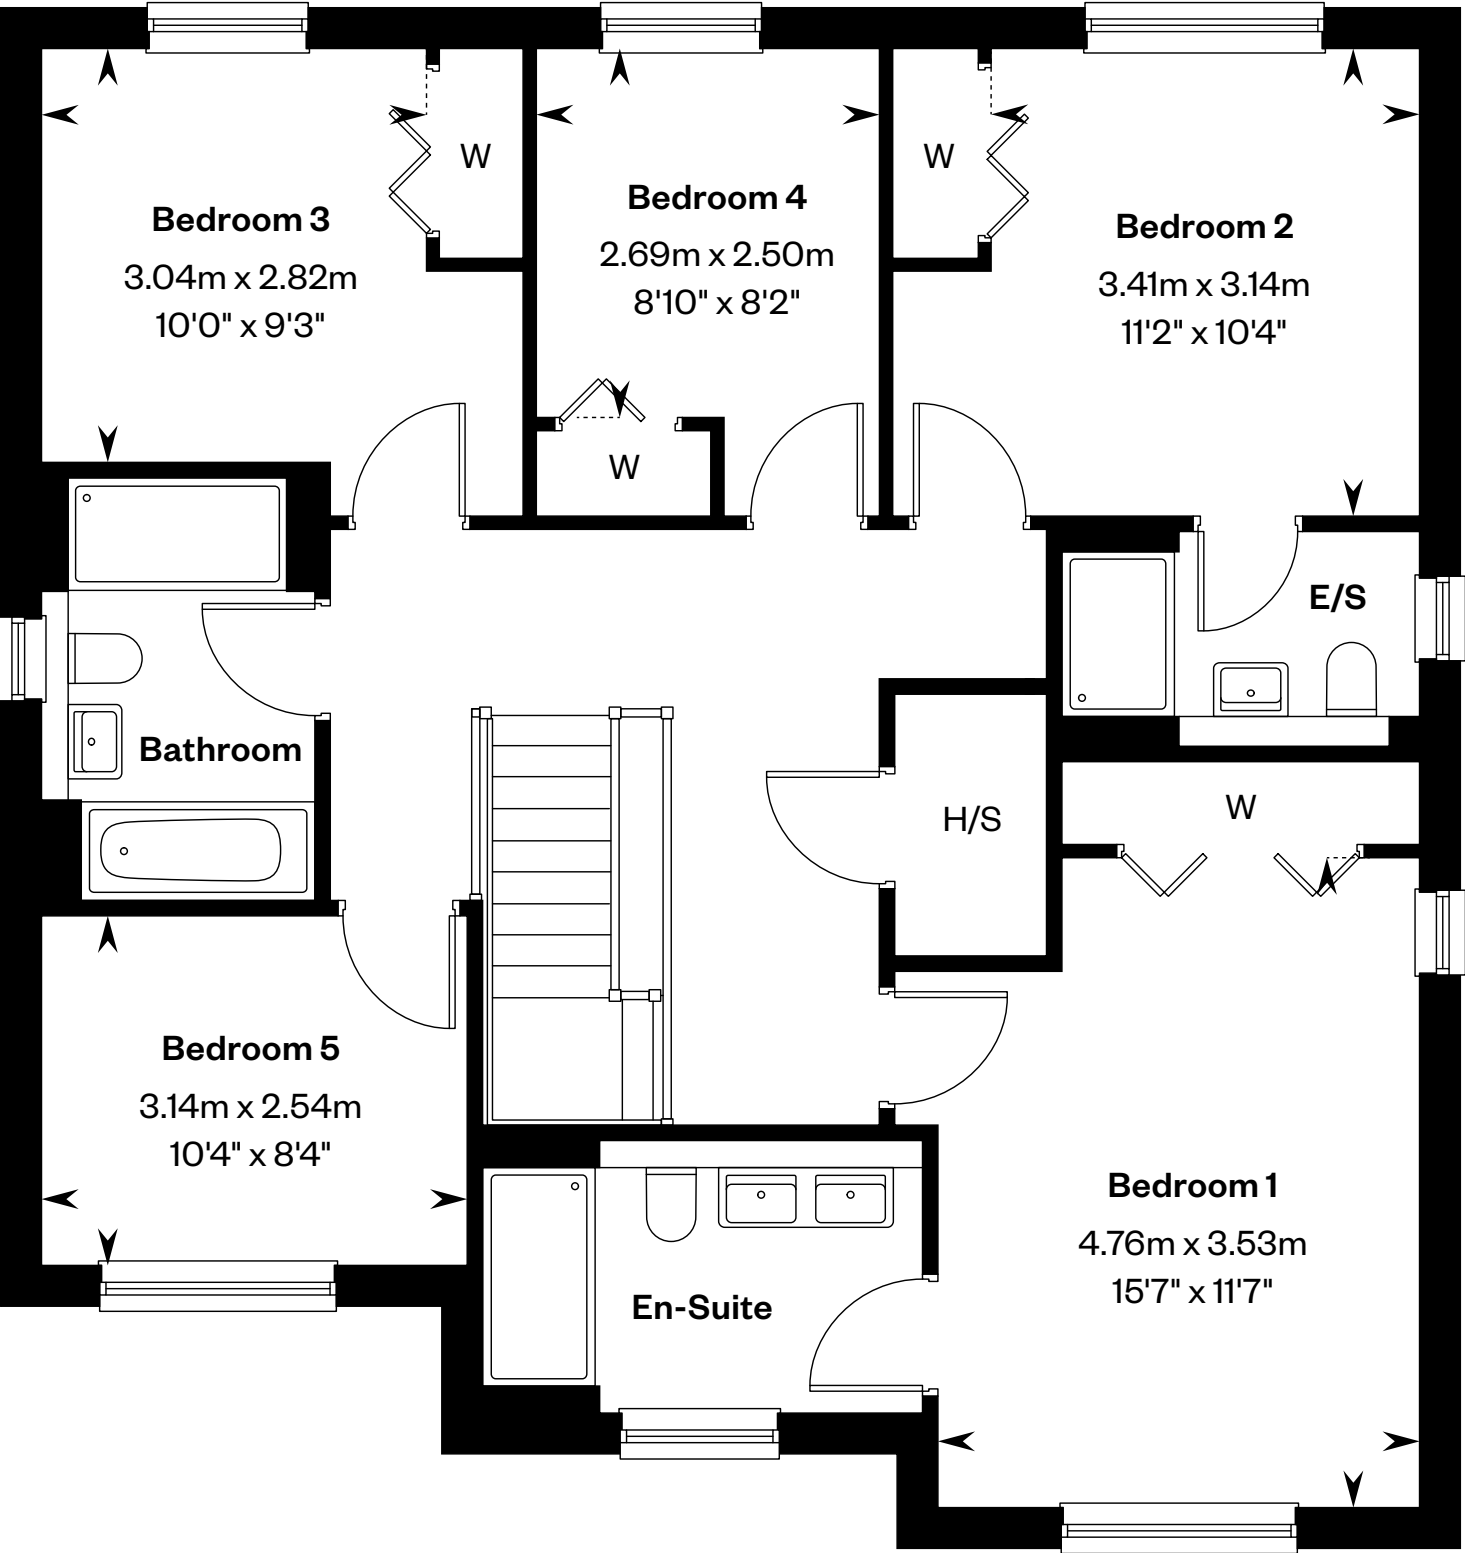 W
W
Bedroom 3
3.04m x 2.82m
10'0" x 9'3"
Bedroom 4
2.69m x 2.50m
8'10" x 8'2"
Bedroom 2
3.41m x 3.14m
11'2" x 10'4"
W
E/S
Bathroom
H/S
W
Bedroom 5
3.14m x 2.54m
10'4" x 8'4"
Bedroom 1
4.76m x 3.53m
15'7" x 11'7"
En-Suite